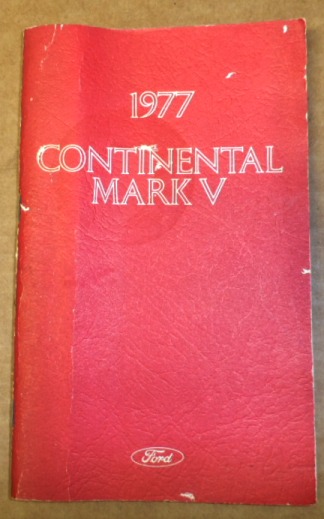 1977
CONTINENTAL
MARK V
Ford